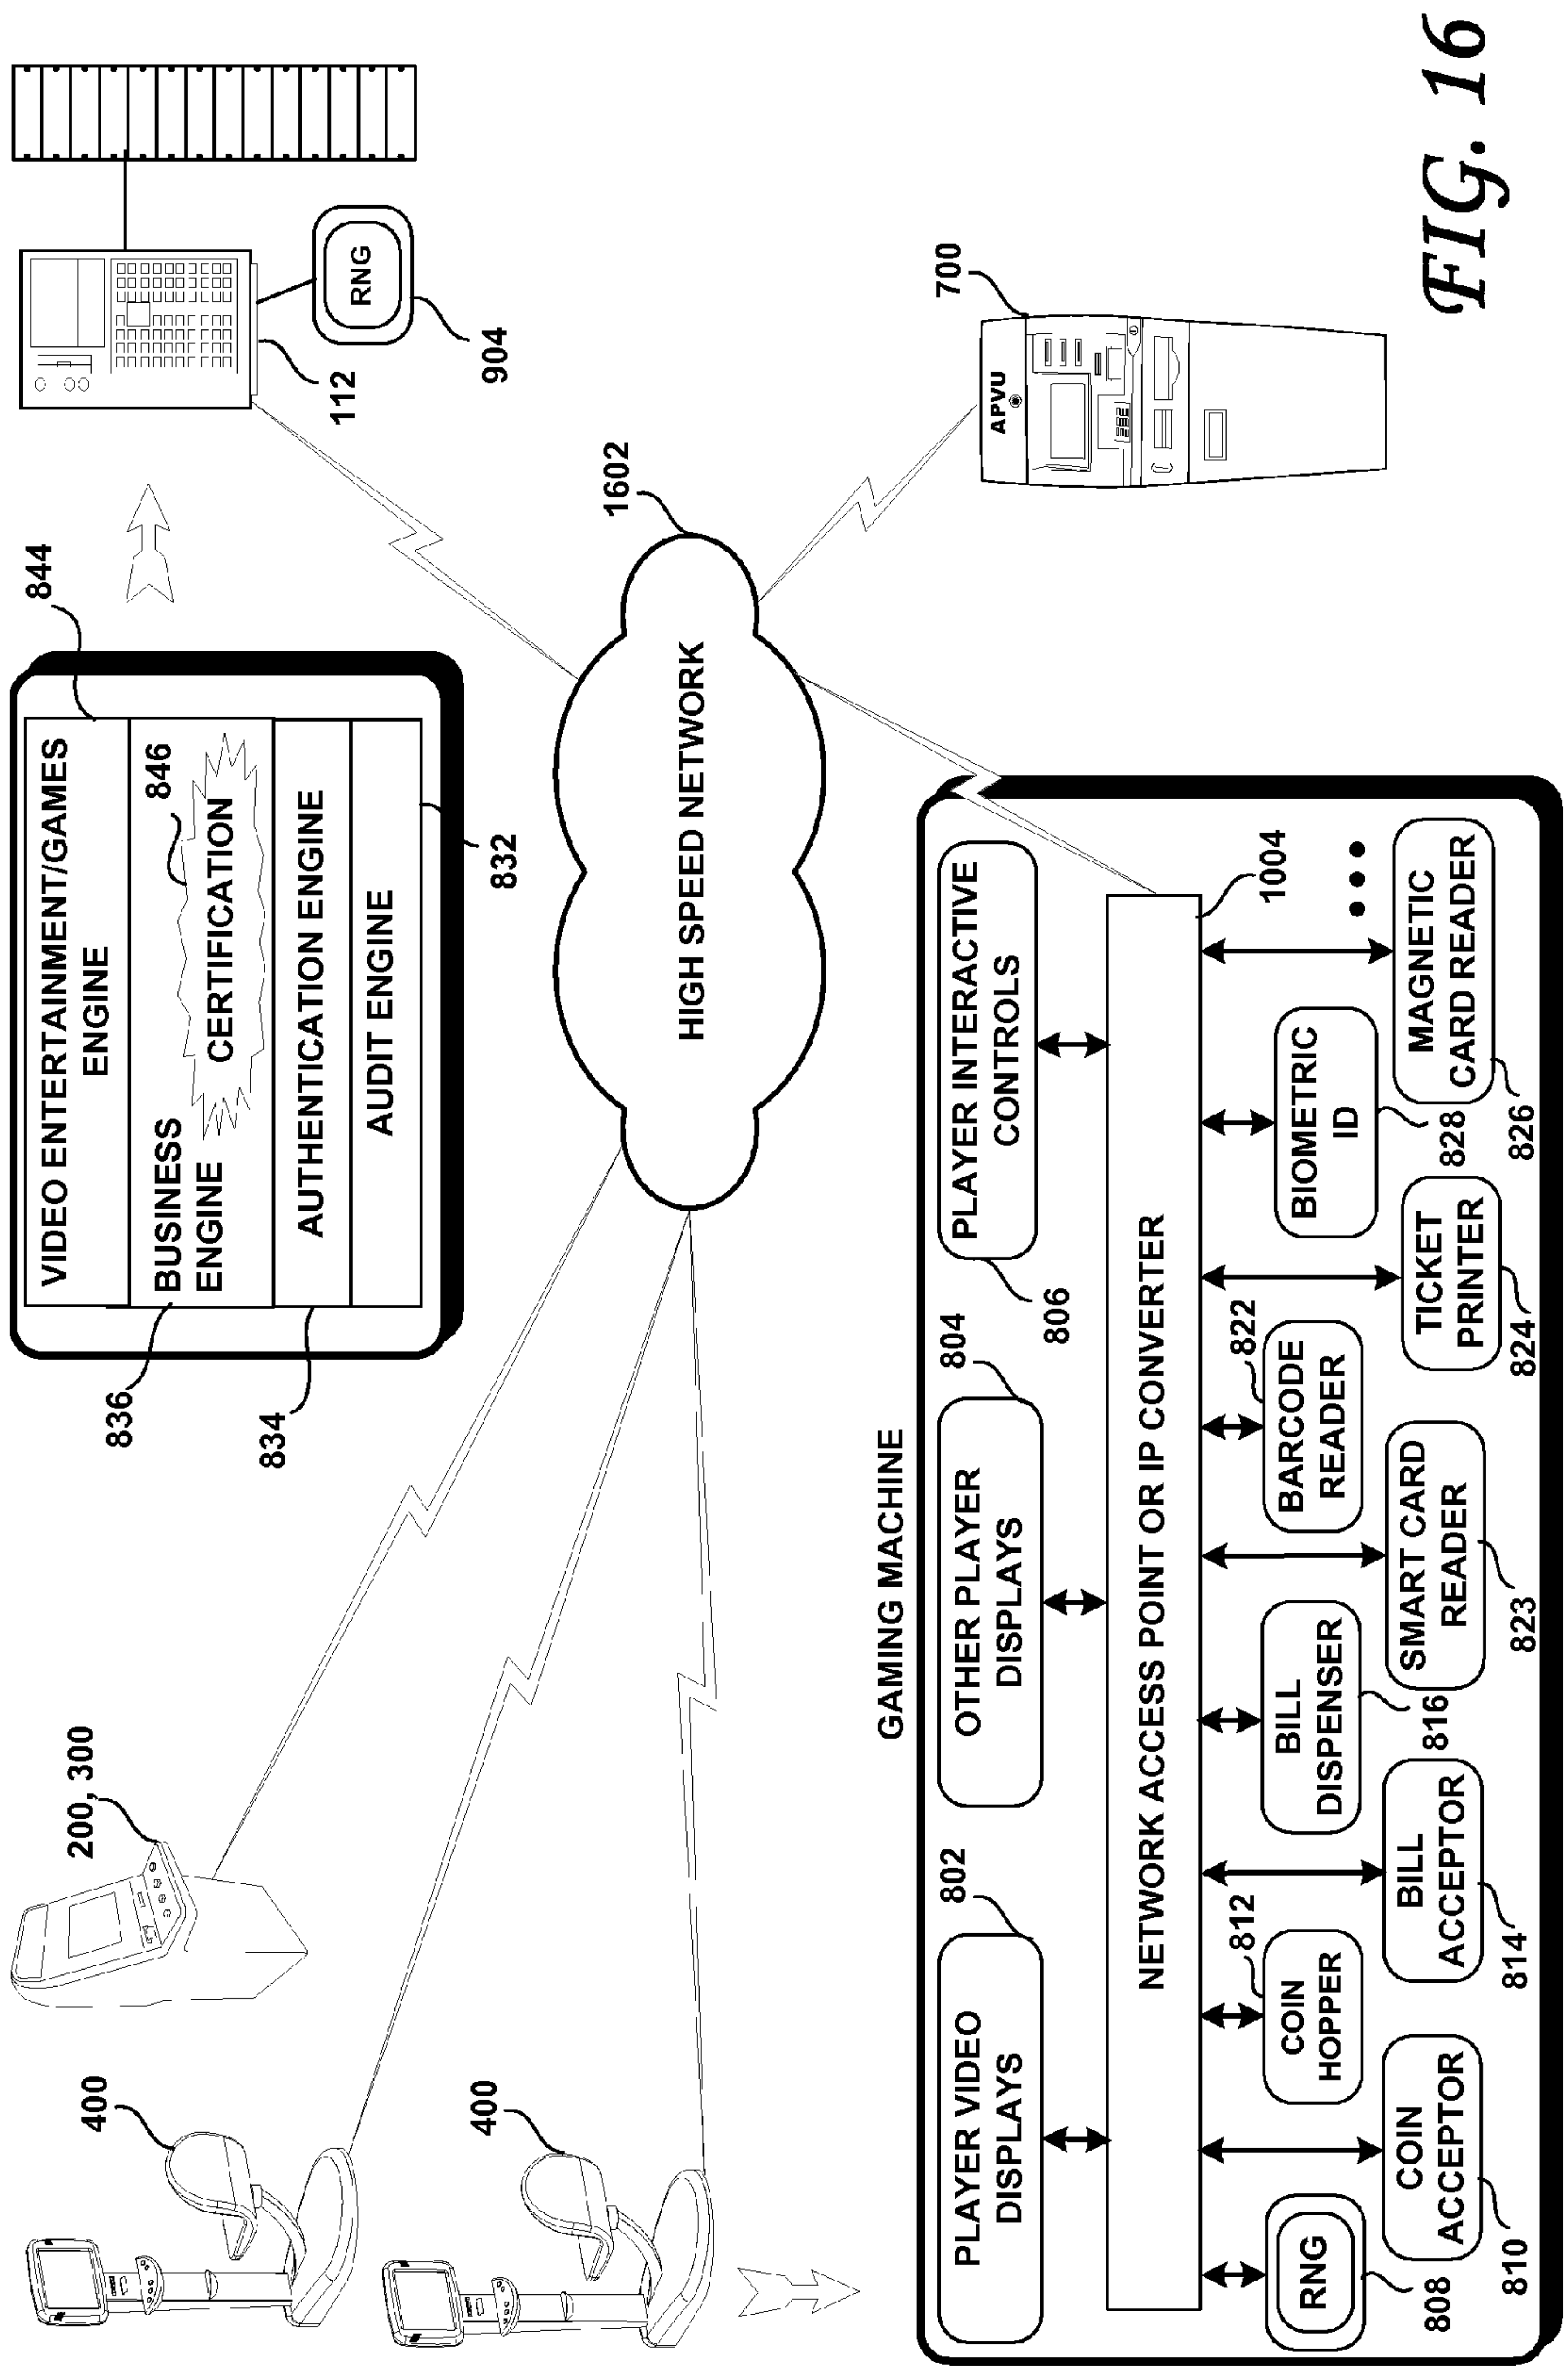 844
VIDEO ENTERTAINMENT/GAMES
ENGINE
846
BUSINESS
ENGINE
CERTIFICATION
AUTHENTICATION ENGINE
AUDIT ENGINE
836
834
832
112
RNG
904
200, 300
400
400
1602
HIGH SPEED NETWORK
700
APVU
GAMING MACHINE
802
PLAYER VIDEO
DISPLAYS
804
OTHER PLAYER
DISPLAYS
806
PLAYER INTERACTIVE
CONTROLS
NETWORK ACCESS POINT OR IP CONVERTER
1004
RNG
808
COIN
ACCEPTOR
810
812
COIN
HOPPER
BILL
ACCEPTOR
814
BILL
DISPENSER
816
SMART CARD
READER
823
822
BARCODE
READER
TICKET
PRINTER
824
BIOMETRIC
ID
828
MAGNETIC
CARD READER
826
FIG. 16